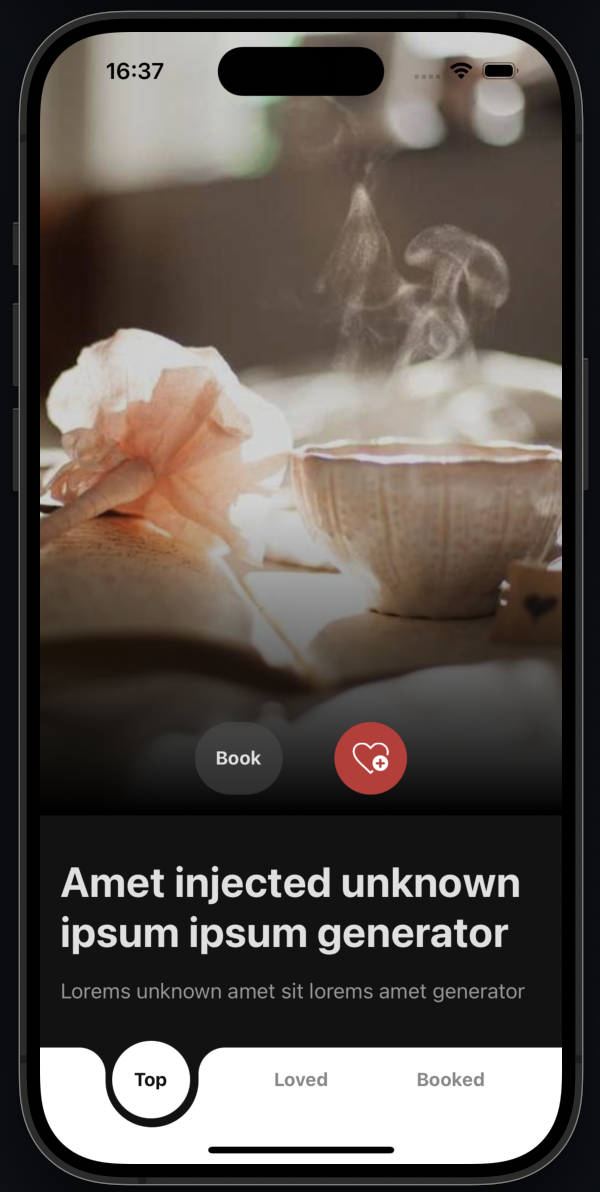 16:37
Book
Amet injected unknown
ipsum ipsum generator
Lorems unknown amet sit lorems amet generator
Top
Loved
Booked